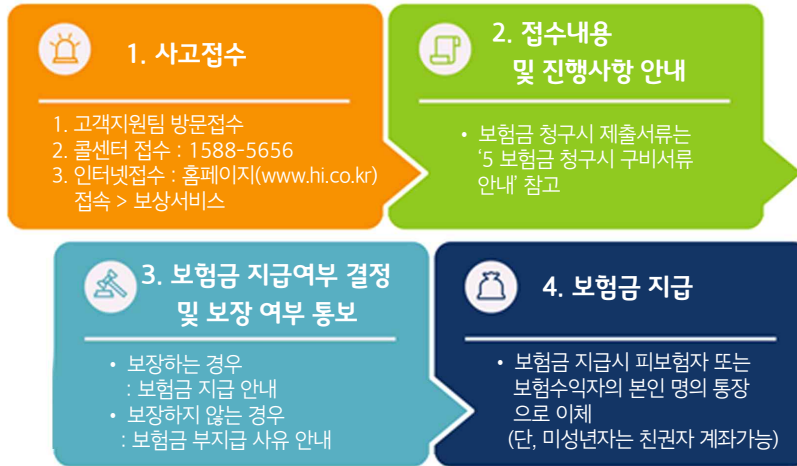 1. 사고접수
1. 고객지원팀 방문접수
2. 콜센터 접수 : 1588-5656
3. 인터넷접수 : 홈페이지(www.hi.co.kr)
접속 > 보상서비스
2. 접수내용
및 진행사항 안내
• 보험금 청구시 제출서류는
‘5 보험금 청구시 구비서류
안내’ 참고
3. 보험금 지급여부 결정
및 보장 여부 통보
• 보장하는 경우
: 보험금 지급 안내
• 보장하지 않는 경우
: 보험금 부지급 사유 안내
4. 보험금 지급
• 보험금 지급시 피보험자 또는
보험수익자의 본인 명의 통장
으로 이체
(단, 미성년자는 친권자 계좌가능)